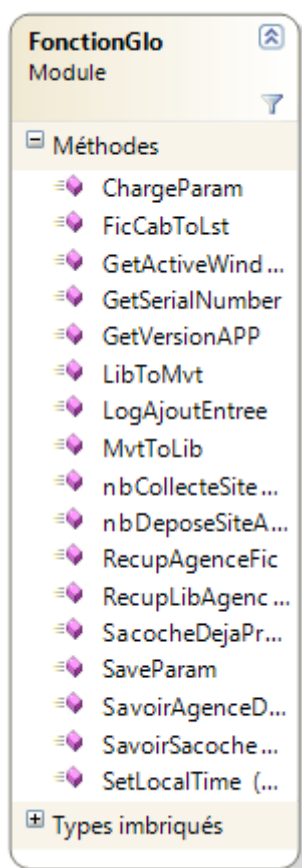 FonctionGlo
Module
Méthodes
ChargeParam
FicCabToLst
GetActiveWind...
GetSerialNumber
GetVersionAPP
LibToMvt
LogAjoutEntree
MvtToLib
nbCollecteSite...
nbDeposeSiteA...
RecupAgenceFic
RecupLibAgenc...
SacocheDejaPr...
SaveParam
SavoirAgenceD...
SavoirSacoche...
SetLocalTime (...
Types imbriqués